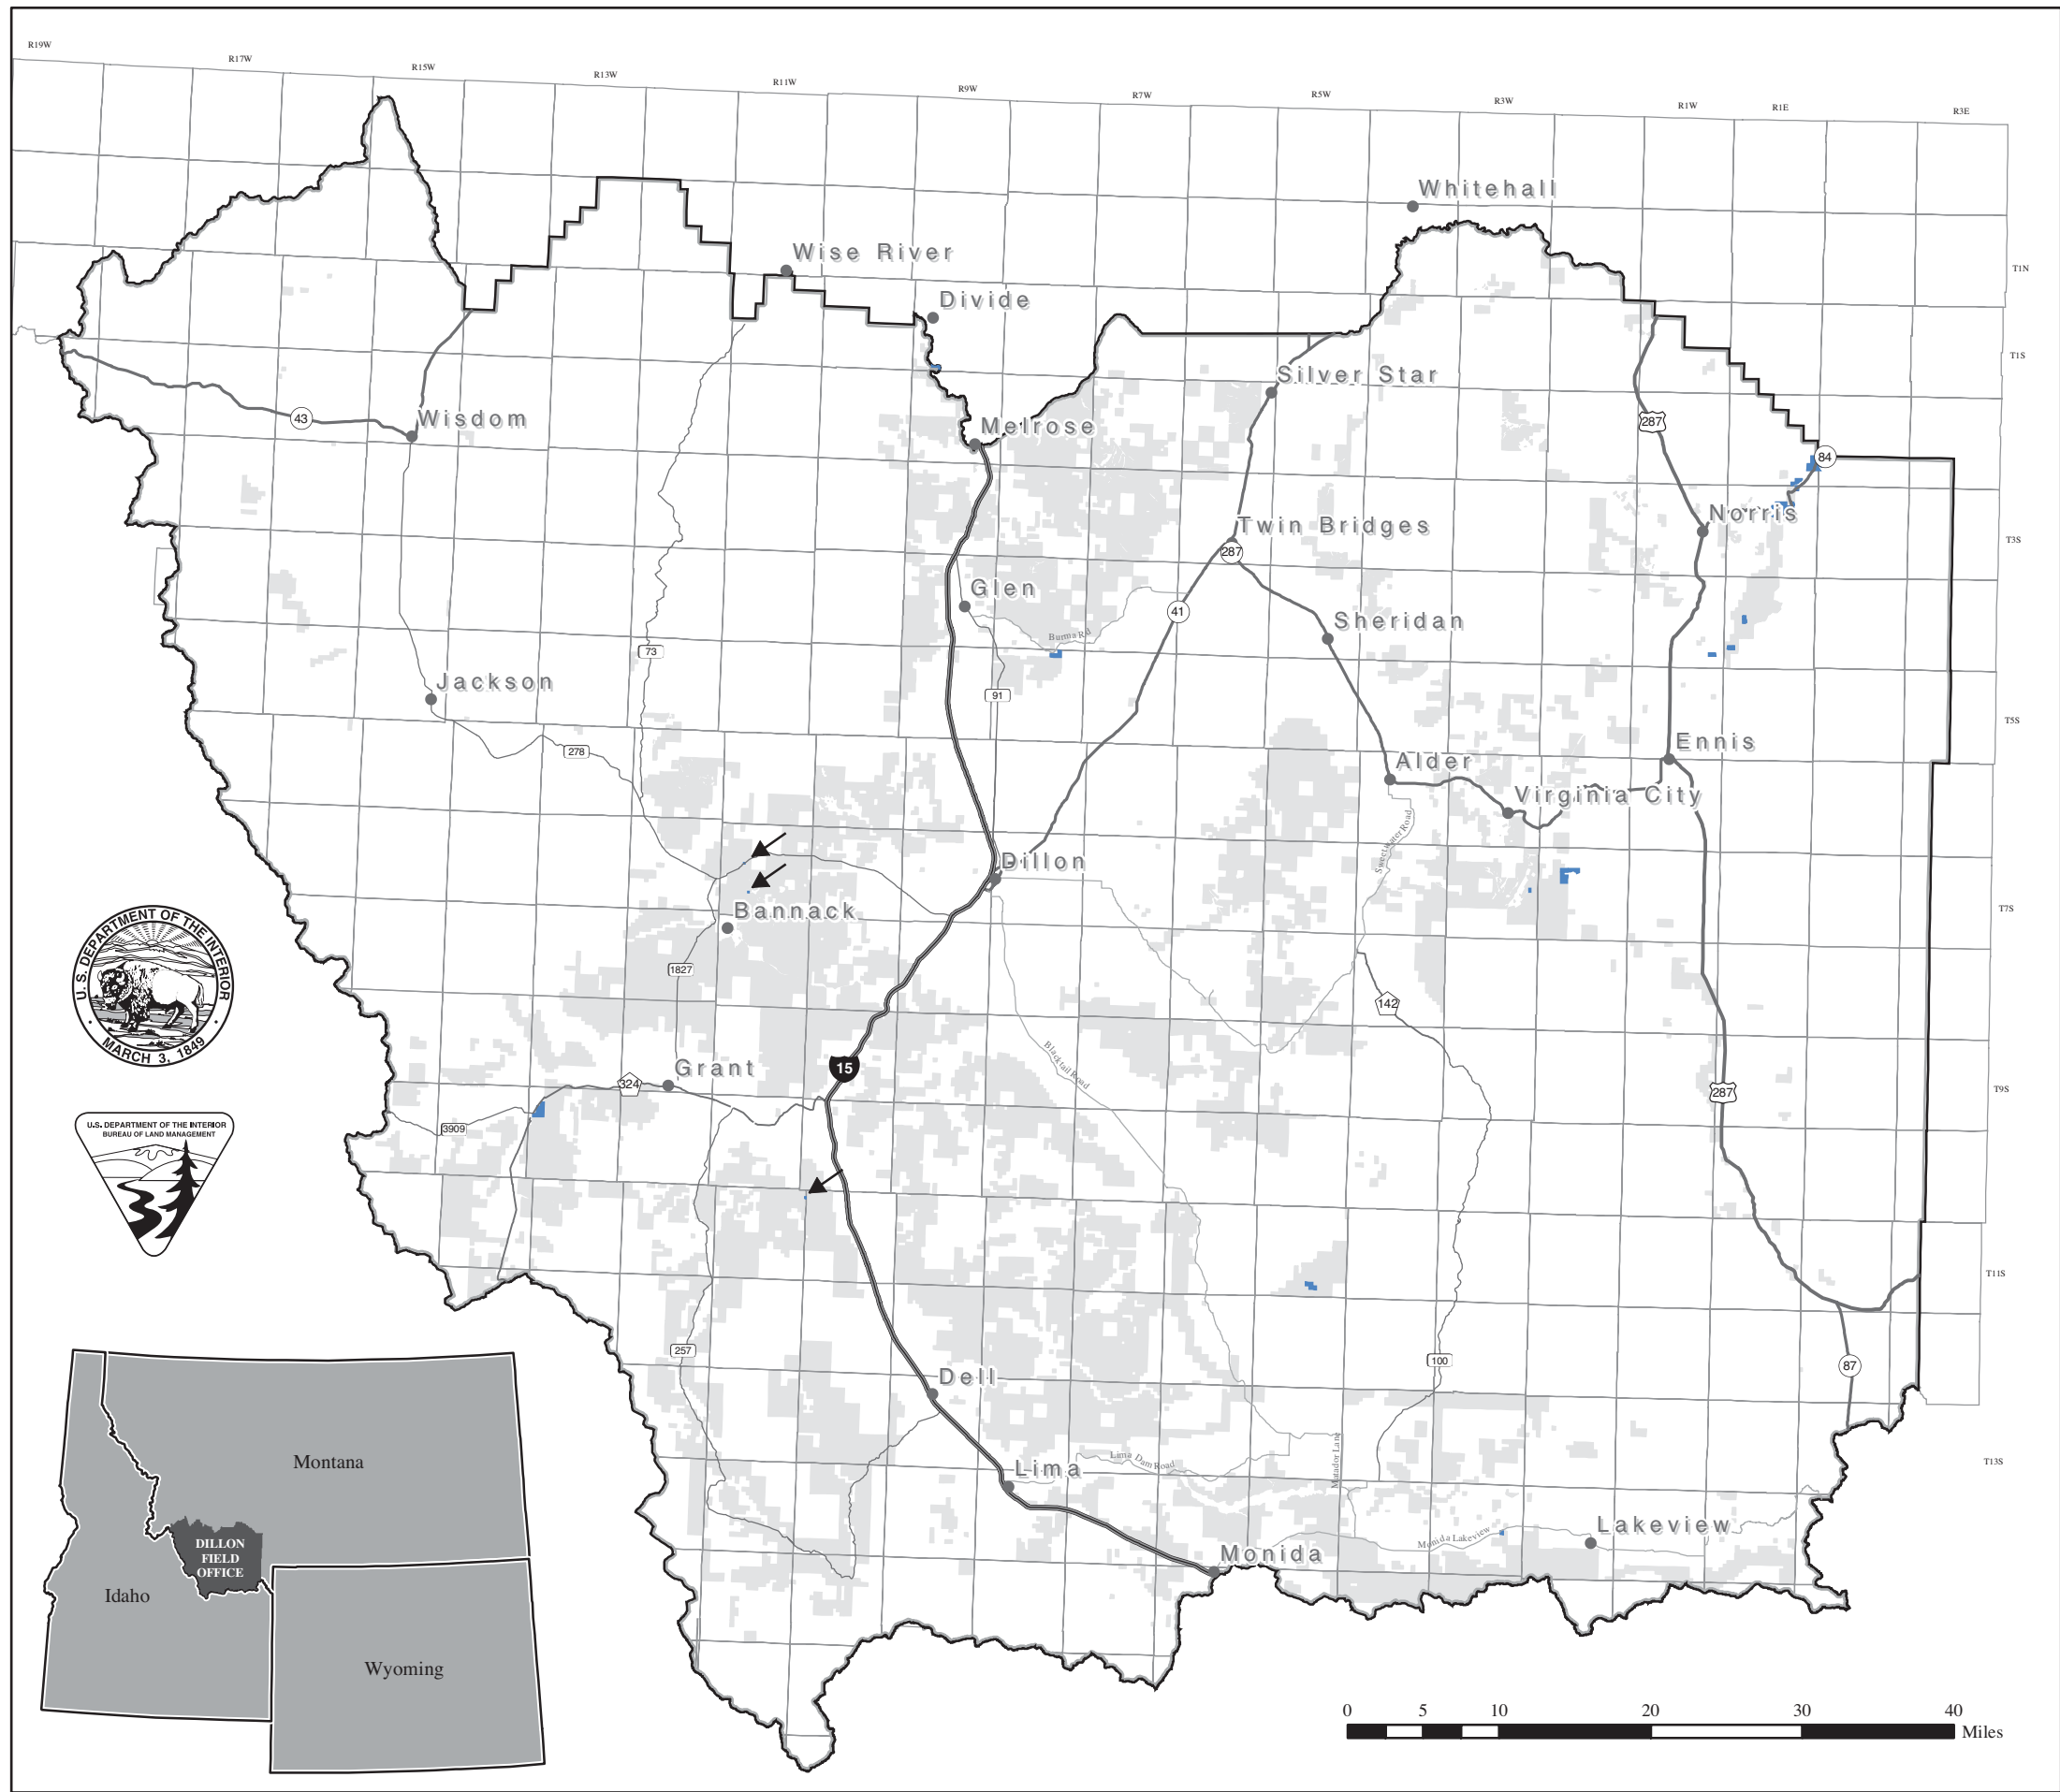 R19W
R17W
R15W
R13W
R11W
R9W
R7W
R5W
R3W
R1W
R1E
R3E
Whitehall
Wise River
T1N
Divide
T1S
Silver Star
43
Wisdom
Melrose
287
84
Norris
Twin Bridges
287
T3S
Glen
41
Sheridan
Burma Rd
73
Jackson
91
T5S
278
Ennis
Alder
Virginia City
Sweetwater Road
Dillon
Bannack
T7S
U.S. DEPARTMENT OF THE INTERIOR
MARCH 3, 1849
1827
142
Blacktail Road
15
Grant
324
287
T9S
3909
U.S. DEPARTMENT OF THE INTERIOR
BUREAU OF LAND MANAGEMENT
T11S
257
100
87
Dell
Montana
Lima
Lima Dam Road
Matador Lane
T13S
Lakeview
Monida Lakeview
Monida
DILLON
FIELD
OFFICE
Idaho
Wyoming
0 5 10 20 30 40
Miles